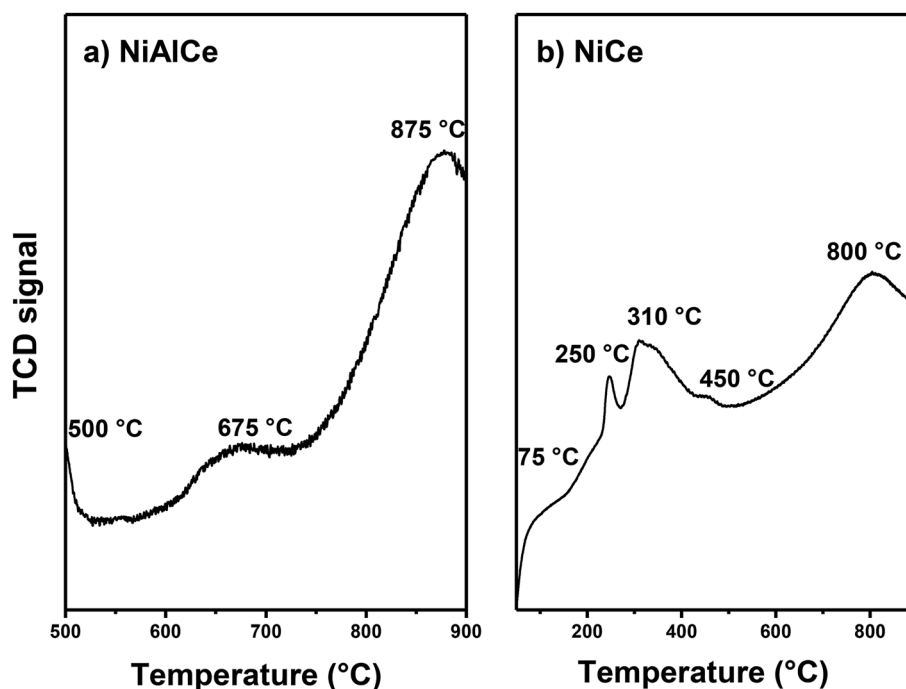 a) NiAlCe
875 °C
500 °C
675 °C
TCD signal
500 600 700 800 900
Temperature (°C)
b) NiCe
800 °C
310 °C
250 °C
450 °C
75 °C
200 400 600 800
Temperature (°C)